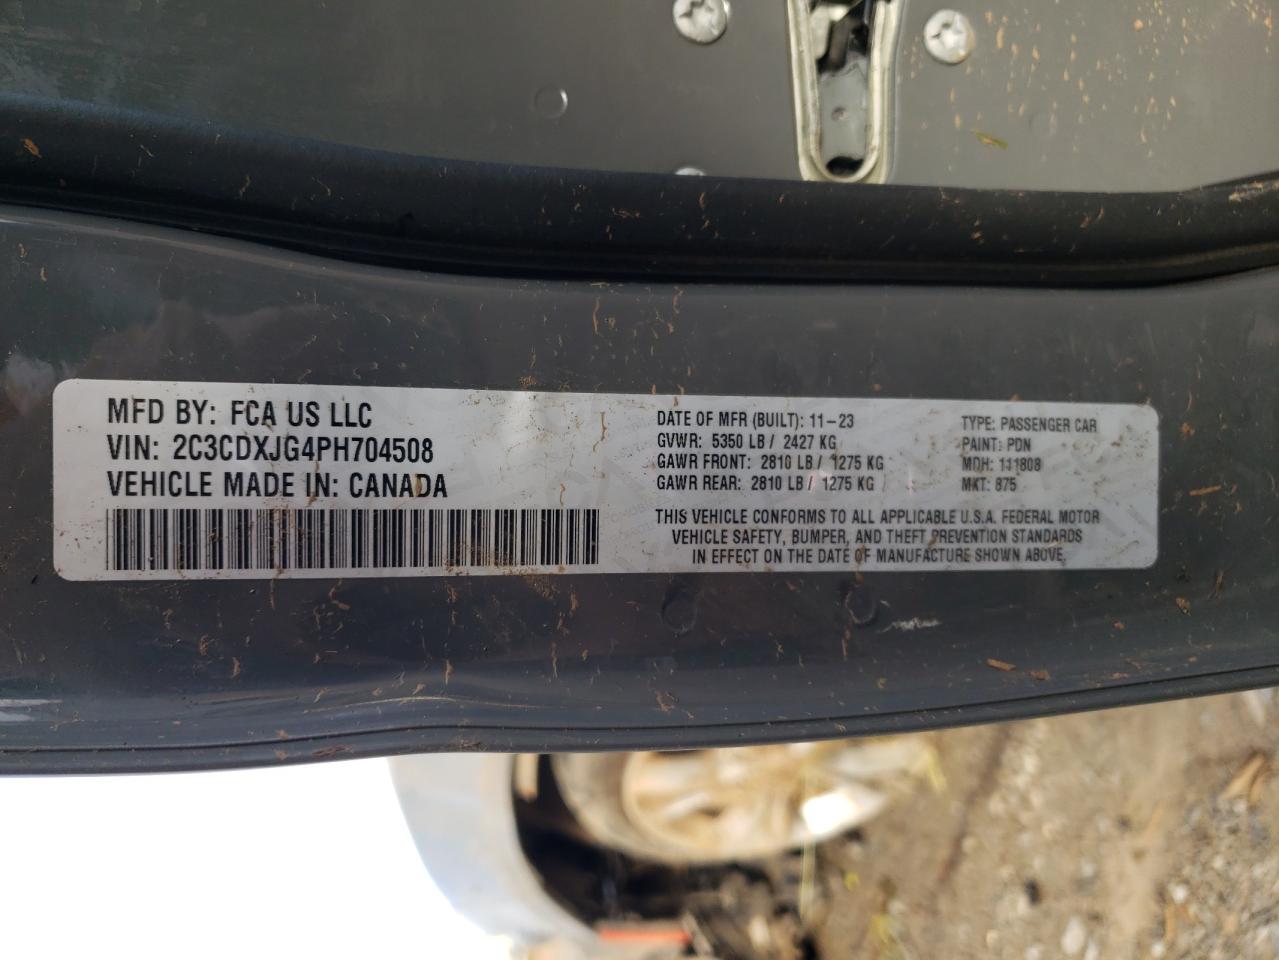 MFD BY: FCA US LLC
VIN: 2C3CDXJG4PH704508
VEHICLE MADE IN: CANADA
DATE OF MFR (BUILT): 11-23
GVWR: 5350 LB / 2427 KG
GAWR FRONT: 2810 LB / 1275 KG
GAWR REAR: 2810 LB / 1275 KG
TYPE: PASSENGER CAR
PAINT: PDN
MDH: 111808
MKT: 875
THIS VEHICLE CONFORMS TO ALL APPLICABLE U.S.A. FEDERAL MOTOR
VEHICLE SAFETY, BUMPER, AND THEFT PREVENTION STANDARDS
IN EFFECT ON THE DATE OF MANUFACTURE SHOWN ABOVE.